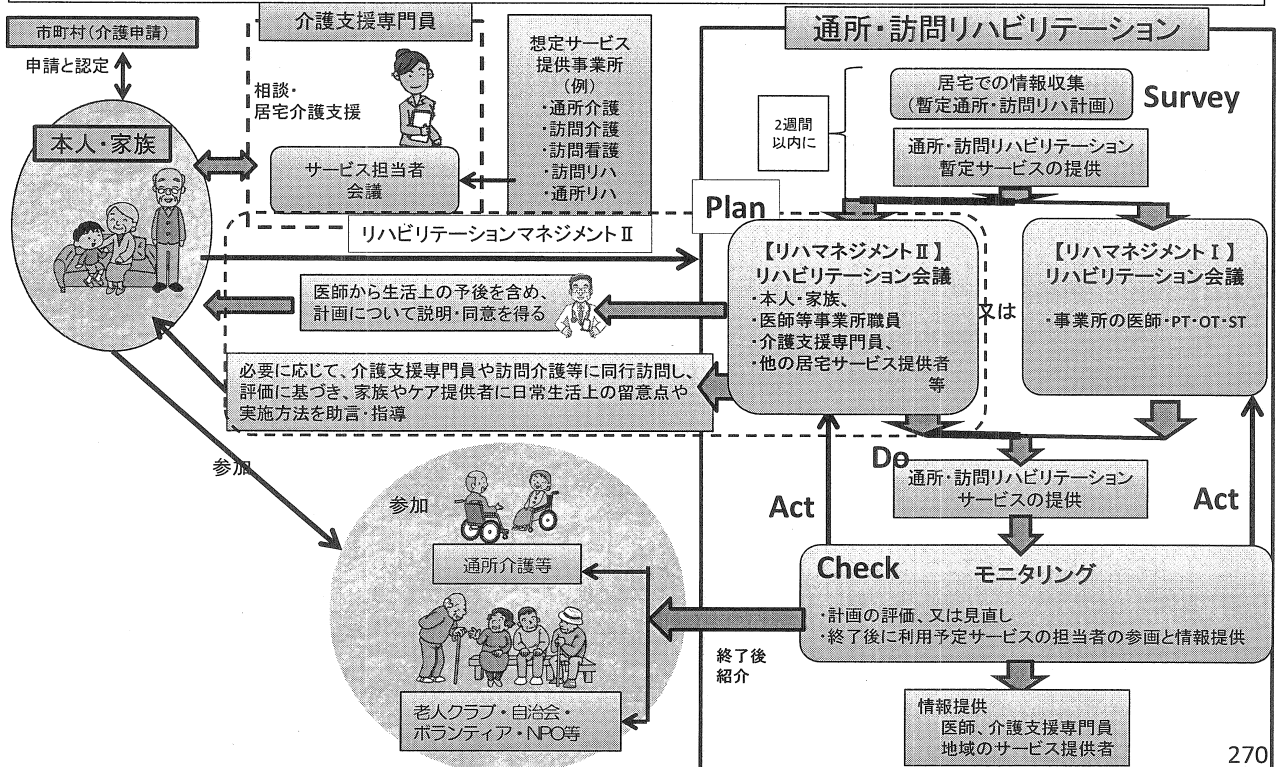 市町村(介護申請)
申請と認定
本人・家族
介護支援専門員
相談・
居宅介護支援
サービス担当者
会議
想定サービス
提供事業所
(例)
・通所介護
・訪問介護
・訪問看護
・訪問リハ
・通所リハ
通所・訪問リハビリテーション
2週間
以内に
居宅での情報収集
(暫定通所・訪問リハ計画)
Survey
通所・訪問リハビリテーション
暫定サービスの提供
Plan
リハビリテーションマネジメントⅡ
【リハマネジメントⅡ】
リハビリテーション会議
・本人・家族、
・医師等事業所職員
・介護支援専門員、
・他の居宅サービス提供者
等
又は
【リハマネジメントⅠ】
リハビリテーション会議
・事業所の医師・PT・OT・ST
医師から生活上の予後を含め、
計画について説明・同意を得る
必要に応じて、介護支援専門員や訪問介護等に同行訪問し、
評価に基づき、家族やケア提供者に日常生活上の留意点や
実施方法を助言・指導
参加
Do
通所・訪問リハビリテーション
サービスの提供
Act
Act
Check
モニタリング
・計画の評価、又は見直し
・終了後に利用予定サービスの担当者の参画と情報提供
参加
通所介護等
老人クラブ・自治会・
ボランティア・NPO等
終了後
紹介
情報提供
医師、介護支援専門員
地域のサービス提供者
270